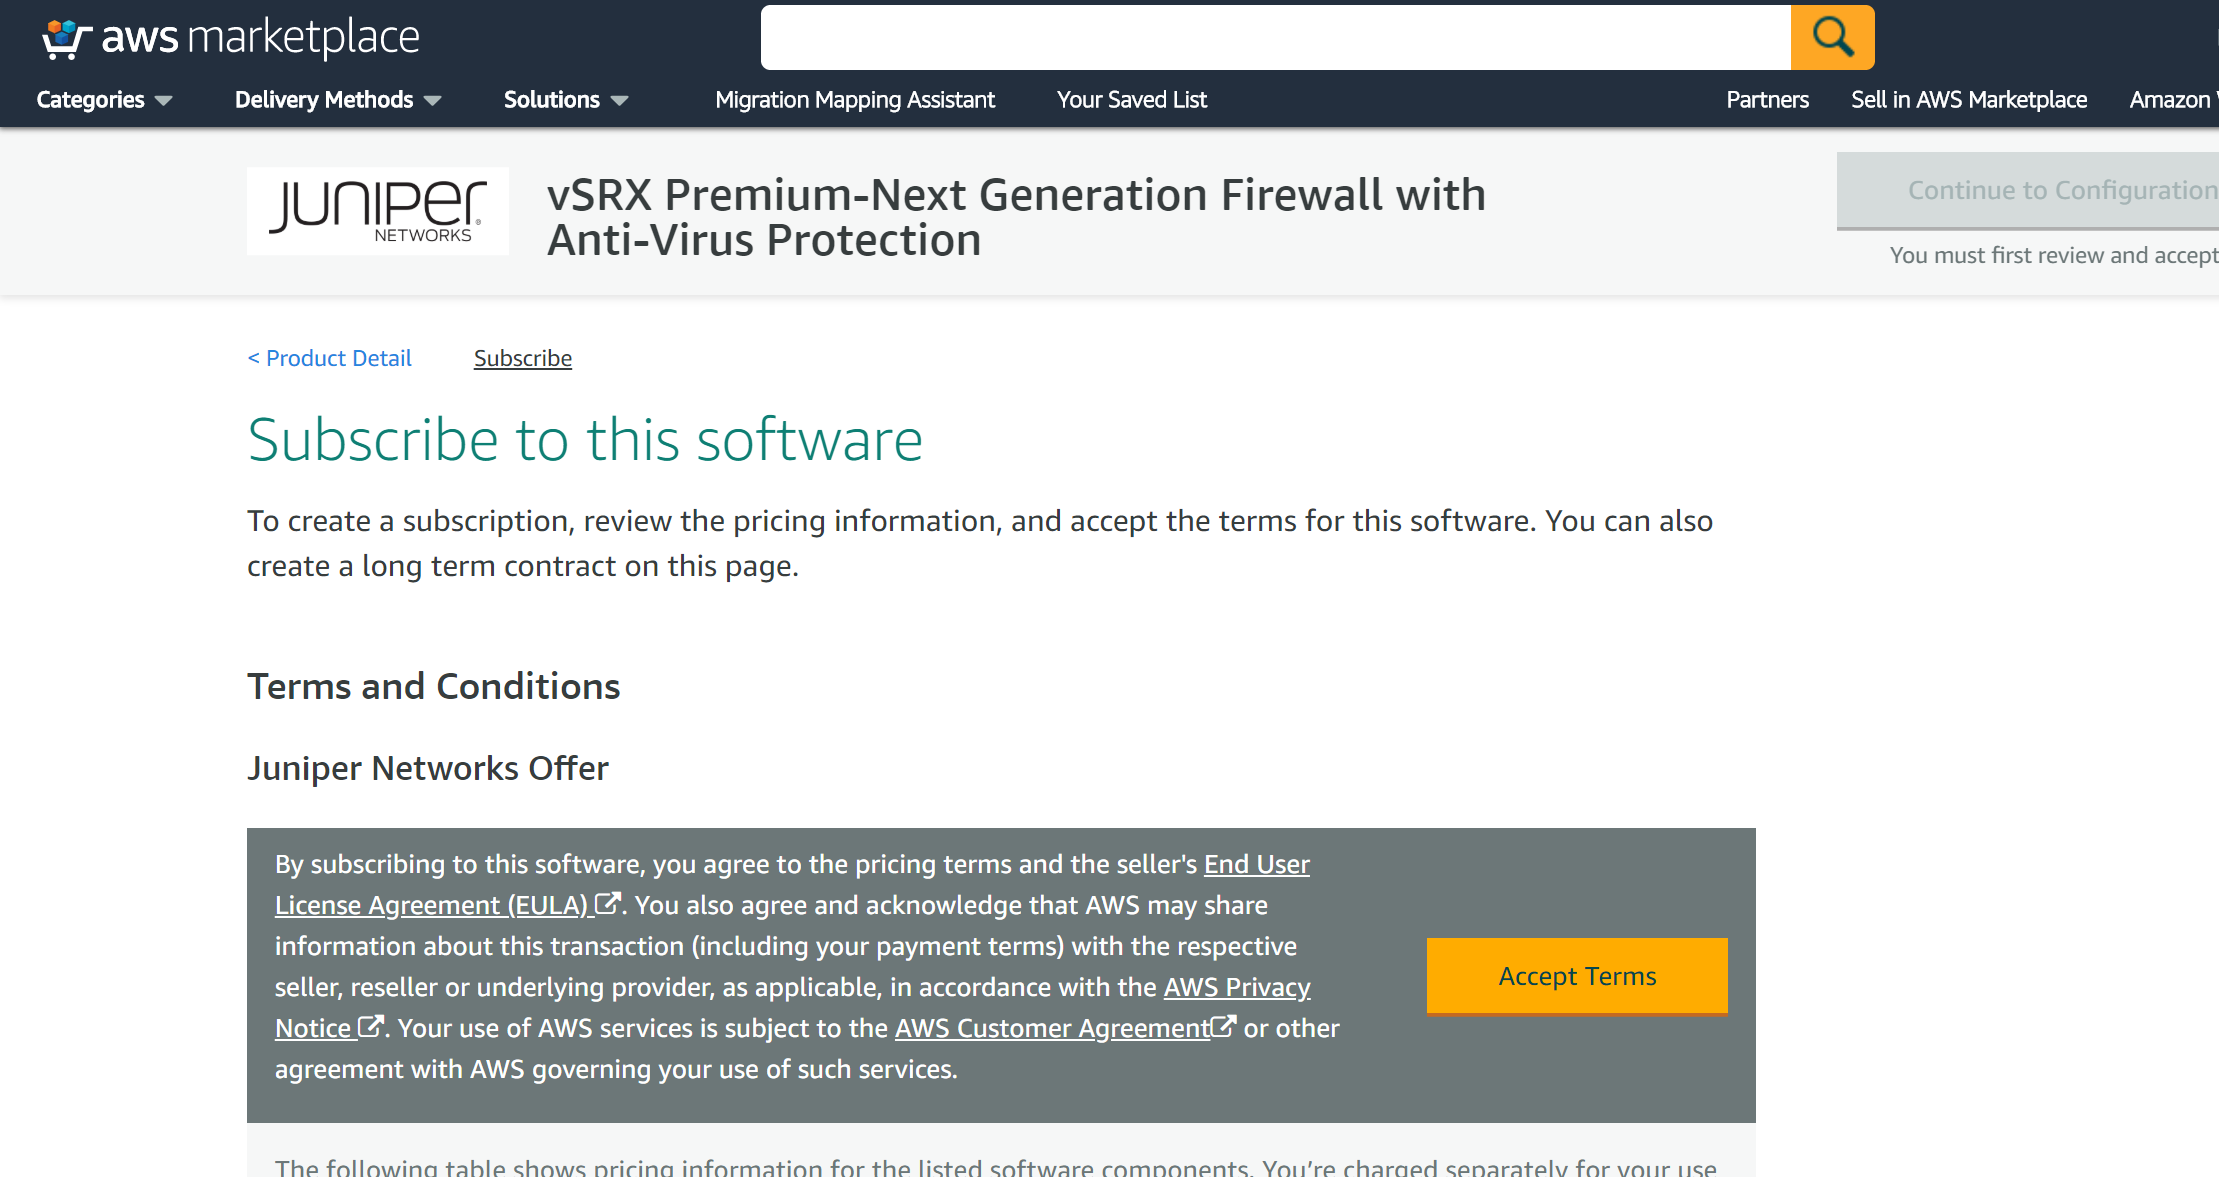 aws marketplace
Categories
Delivery Methods
Solutions
Migration Mapping Assistant
Your Saved List
Partners
Sell in AWS Marketplace
Amazon
JUNIPER NETWORKS
vSRX Premium-Next Generation Firewall with
Anti-Virus Protection
Continue to Configuration
You must first review and accept
< Product Detail
Subscribe
Subscribe to this software
To create a subscription, review the pricing information, and accept the terms for this software. You can also
create a long term contract on this page.
Terms and Conditions
Juniper Networks Offer
By subscribing to this software, you agree to the pricing terms and the seller's End User
License Agreement (EULA). You also agree and acknowledge that AWS may share
information about this transaction (including your payment terms) with the respective
seller, reseller or underlying provider, as applicable, in accordance with the AWS Privacy
Notice. Your use of AWS services is subject to the AWS Customer Agreement or other
agreement with AWS governing your use of such services.
Accept Terms
The following table shows pricing information for the listed software components. You're charged separately for your use